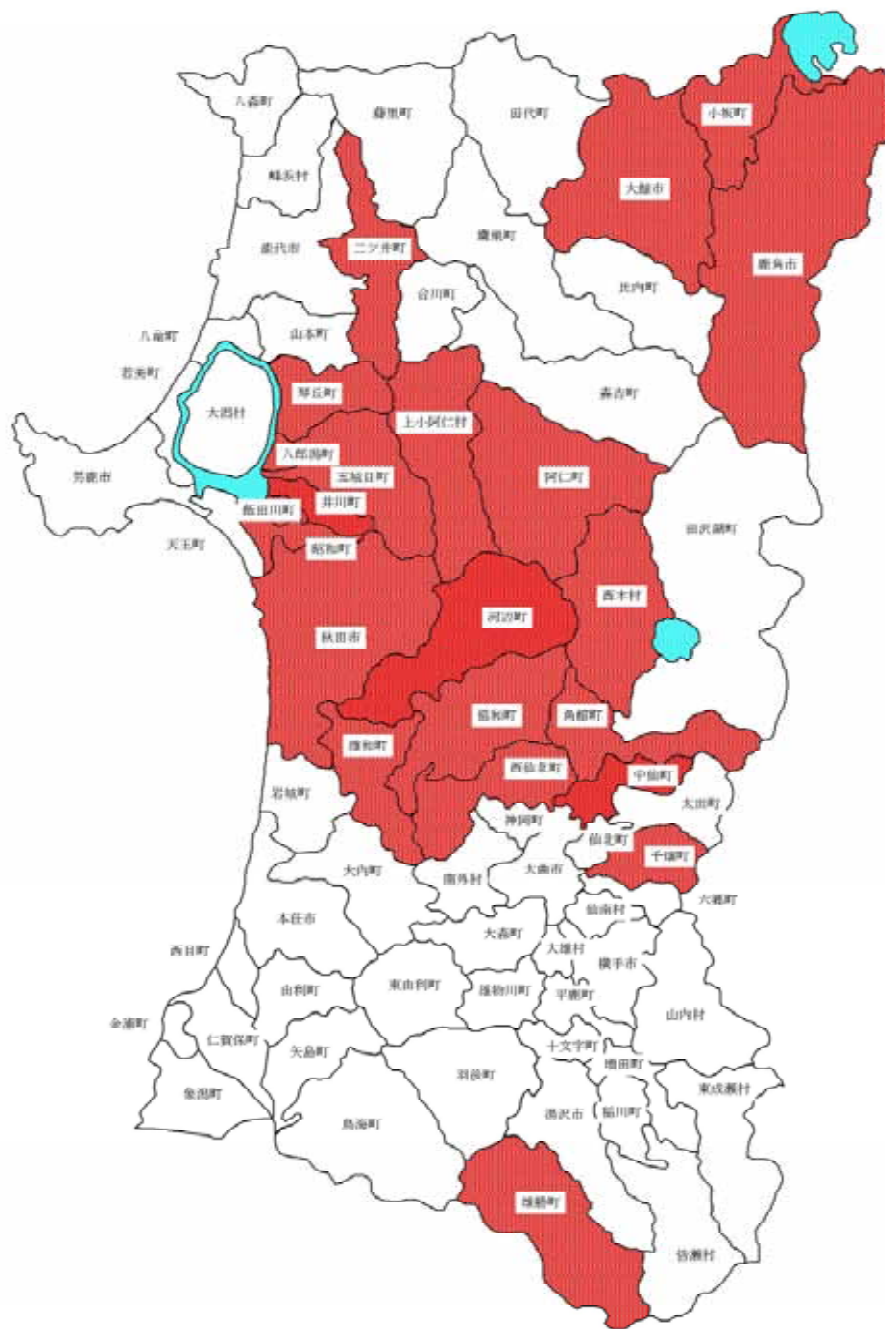 八森町
藤里町
田代町
小坂町
峰浜村
大館市
能代市
二ツ井町
鷹巣町
鹿角市
合川町
比内町
八竜町
山本町
若美町
琴丘町
森吉町
大潟村
上小阿仁村
八郎潟町
五城目町
阿仁町
男鹿市
飯田川町
井川町
田沢湖町
天王町
昭和町
西木村
河辺町
秋田市
協和町
角館町
雄和町
西仙北町
中仙町
岩城町
太田町
神岡町
仙北町
千畑町
大内町
南外村
大曲市
六郷町
本荘市
仙南村
大森町
西目町
大雄村
横手市
由利町
東由利町
雄物川町
平鹿町
山内村
金浦町
仁賀保町
矢島町
十文字町
増田町
羽後町
東成瀬村
象潟町
湯沢市
稲川町
鳥海町
雄勝町
皆瀬村